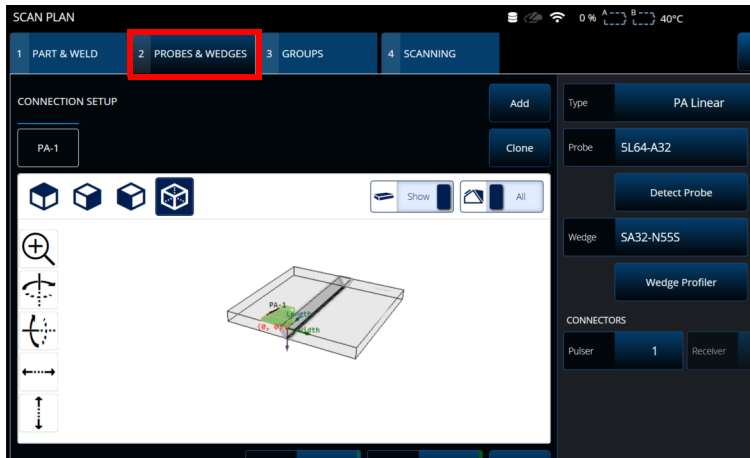 SCAN PLAN
0 % A B 40°C
1 PART & WELD 2 PROBES & WEDGES 3 GROUPS 4 SCANNING
CONNECTION SETUP
Add
Type PA Linear
PA-1
Clone
Probe 5L64-A32
Show
All
Detect Probe
Wedge SA32-N55S
Wedge Profiler
PA-1
Length
(0, 0)
Width
CONNECTORS
Pulser 1 Receiver